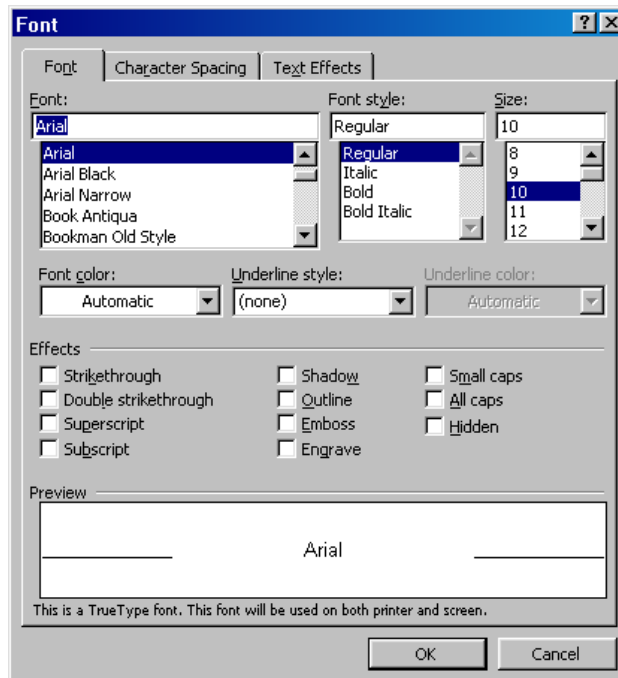 Font
Font Character Spacing Text Effects
Font: Font style: Size:
Arial Regular 10
Arial Regular 8
Arial Black Italic 9
Arial Narrow Bold 10
Book Antiqua Bold Italic 11
Bookman Old Style 12
Font color: Underline style: Underline color:
Automatic (none) Automatic
Effects
Strikethrough Shadow Small caps
Double strikethrough Outline All caps
Superscript Emboss Hidden
Subscript Engrave
Preview
Arial
This is a TrueType font. This font will be used on both printer and screen.
OK Cancel